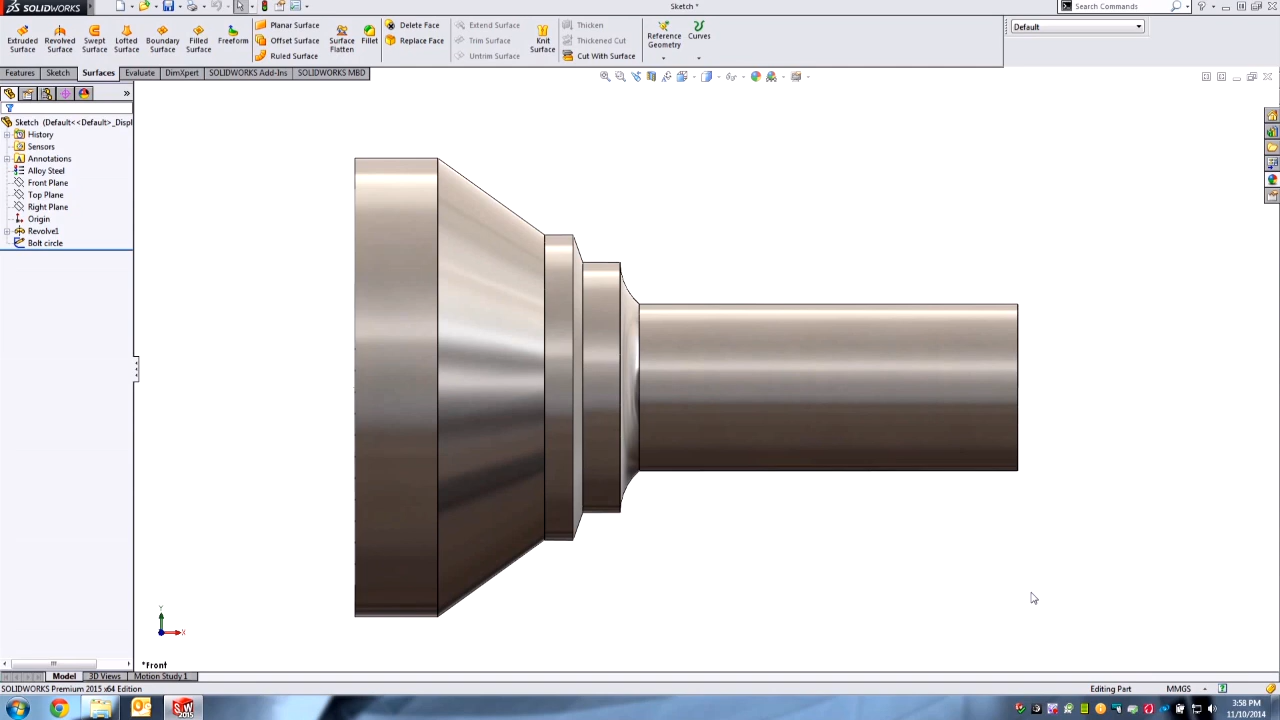 SOLIDWORKS
Sketch *
Search Commands
Extruded Surface
Revolved Surface
Swept Surface
Lofted Surface
Boundary Surface
Filled Surface
Freeform
Planar Surface
Offset Surface
Ruled Surface
Surface Flatten
Fillet
Delete Face
Replace Face
Extend Surface
Trim Surface
Untrim Surface
Knit Surface
Thicken
Thickened Cut
Cut With Surface
Reference Geometry
Curves
Default
Features
Sketch
Surfaces
Evaluate
DimXpert
SOLIDWORKS Add-Ins
SOLIDWORKS MBD
Sketch (Default<<Default>_Displ
History
Sensors
Annotations
Alloy Steel
Front Plane
Top Plane
Right Plane
Origin
Revolve1
Bolt circle
Y
X
*Front
Model
3D Views
Motion Study 1
SOLIDWORKS Premium 2015 x64 Edition
Editing Part
MMGS
3:58 PM
11/10/2014